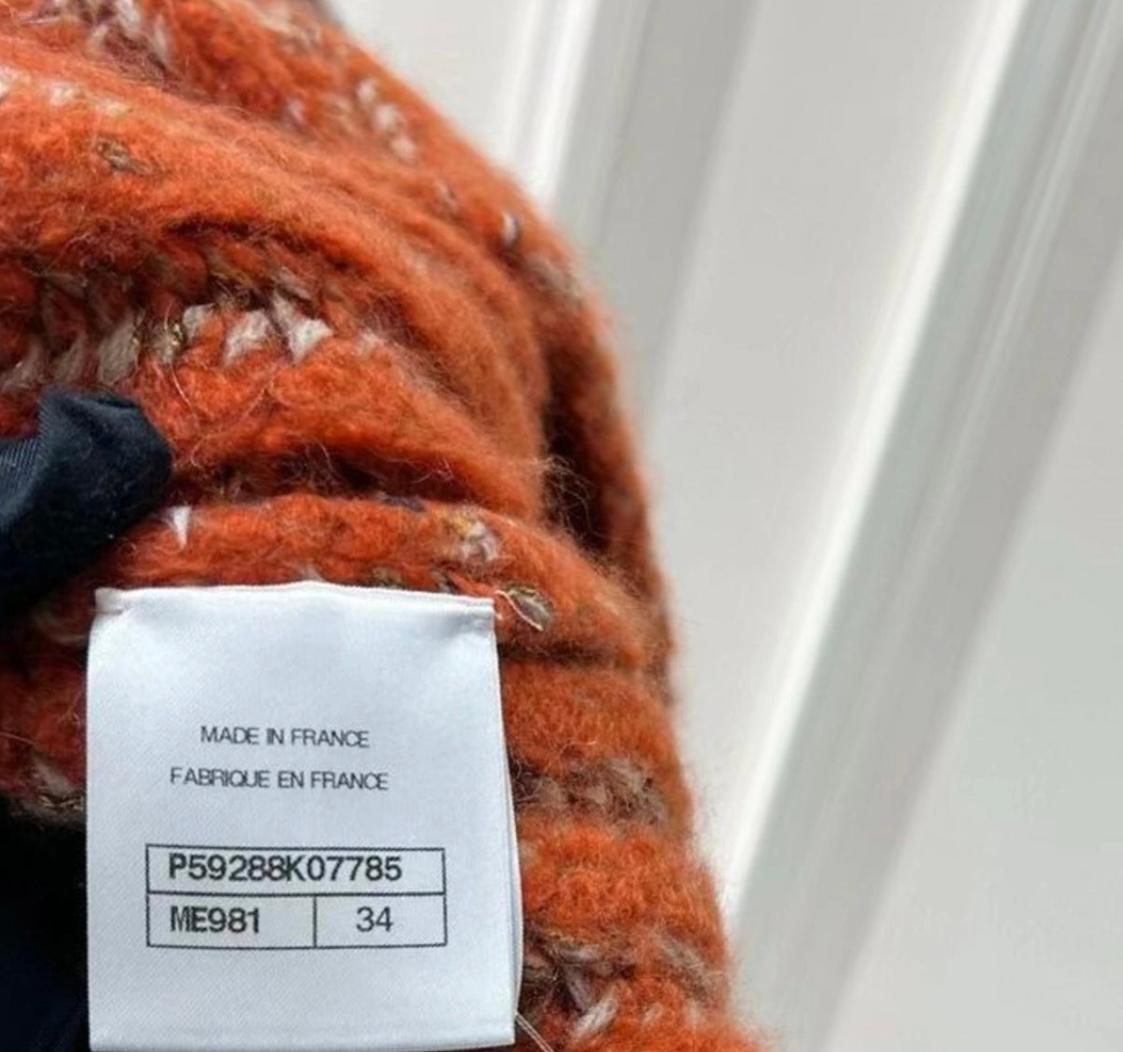 MADE IN FRANCE
FABRIQUE EN FRANCE
P59288K07785
ME981 34